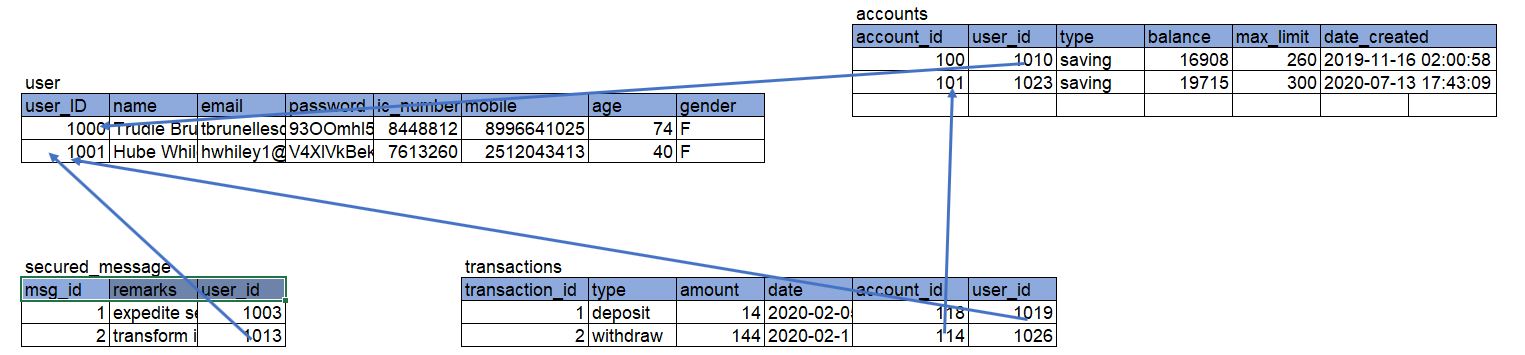 accounts
account_id user_id type balance max_limit date_created
100 1010 saving 16908 260 2019-11-16 02:00:58
101 1023 saving 19715 300 2020-07-13 17:43:09
user
user_ID name email password ic_number mobile age gender
1000 Trudie Bru tbrunellesc 93OOmhl5 8448812 8996641025 74 F
1001 Hube Whil hwhiley1@ V4XlVkBek 7613260 2512043413 40 F
secured_message
msg_id remarks user_id
1 expedite se 1003
2 transform i 1013
transactions
transaction_id type amount date account_id user_id
1 deposit 14 2020-02-05 118 1019
2 withdraw 144 2020-02-1 114 1026